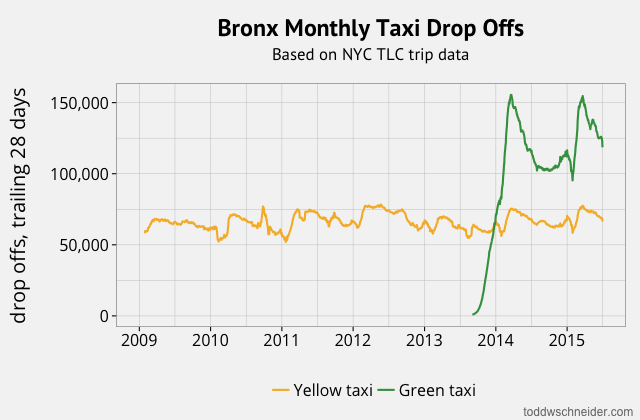 Bronx Monthly Taxi Drop Offs
Based on NYC TLC trip data
drop offs, trailing 28 days
150,000
100,000
50,000
0
2009 2010 2011 2012 2013 2014 2015
Yellow taxi Green taxi
toddwschneider.com